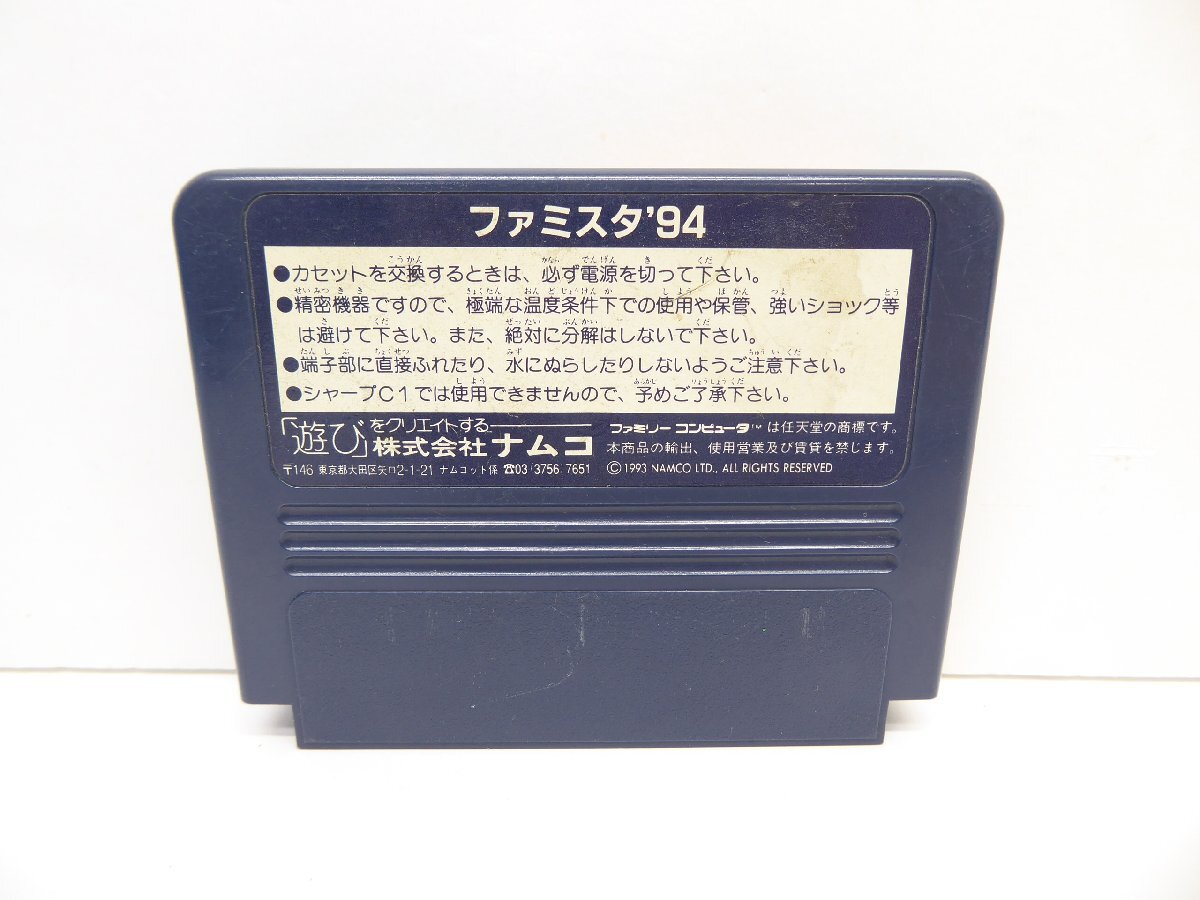 ファミスタ'94
●カセットを交換するときは、必ず電源を切って下さい。
●精密機器ですので、極端な温度条件下での使用や保管、強いショック等
は避けて下さい。また、絶対に分解はしないで下さい。
●端子部に直接ふれたり、水にぬらしたりしないようご注意下さい。
●シャープC1では使用できませんので、予めご了承下さい。
「遊び」をクリエイトする
株式会社ナムコ
〒146 東京都大田区矢口2-1-21 ナムコット係 ☎03(3756)7651
ファミリー コンピュータ™は任天堂の商標です。
本商品の輸出、使用営業及び賃貸を禁じます。
©1993 NAMCO LTD., ALL RIGHTS RESERVED